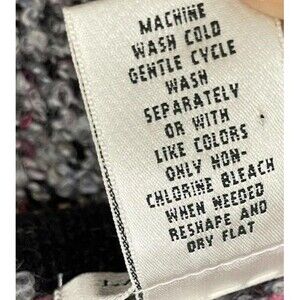 MACHINE
WASH COLD
GENTLE CYCLE
WASH
SEPARATELY
OR WITH
LIKE COLORS
ONLY NON-
CHLORINE BLEACH
WHEN NEEDED
RESHAPE AND
DRY FLAT